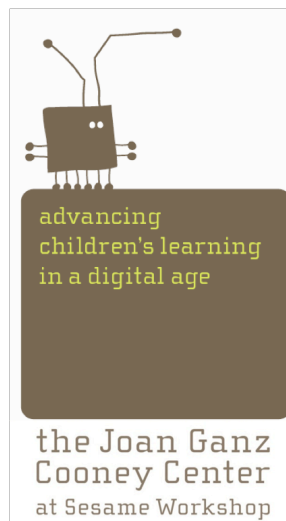 advancing
children's learning
in a digital age
the Joan Ganz
Cooney Center
at Sesame Workshop